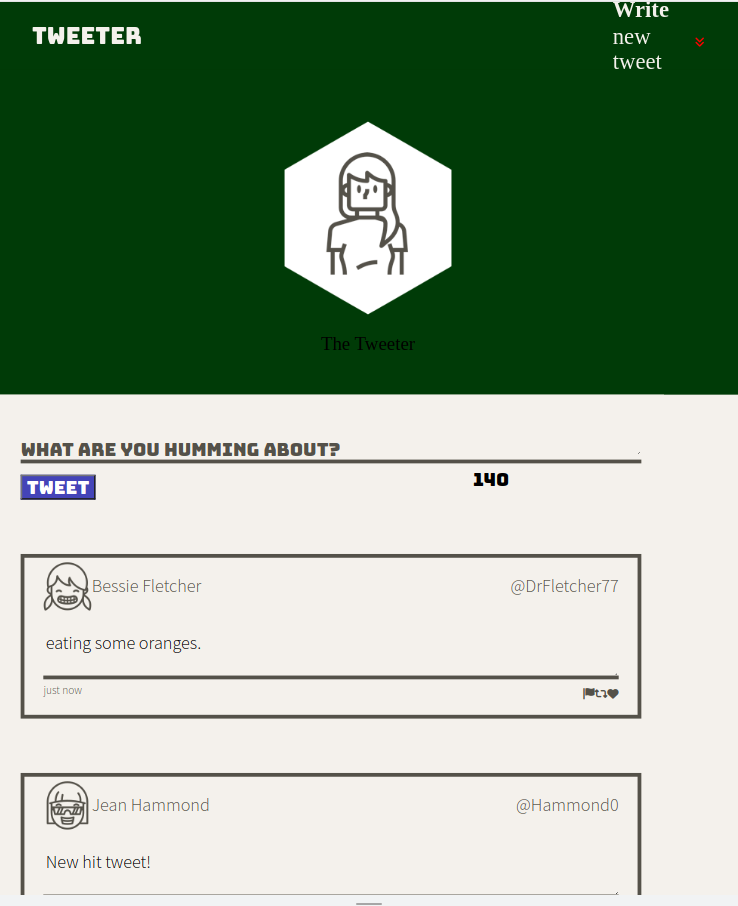 TWEETER
Write
new
tweet
The Tweeter
WHAT ARE YOU HUMMING ABOUT?
TWEET
140
Bessie Fletcher @DrFletcher77
eating some oranges.
just now
Jean Hammond @Hammond0
New hit tweet!